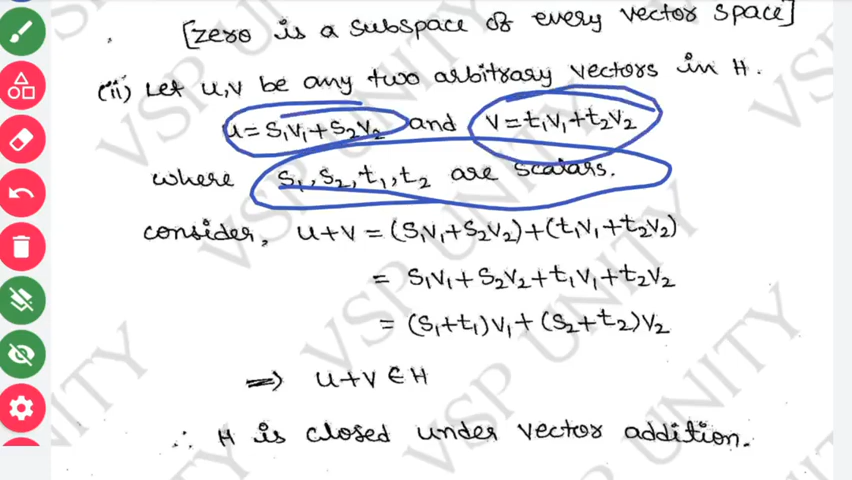 [zero is a subspace of every vector space]
(ii) Let u,v be any two arbitrary vectors in H.
u = s₁v₁ + s₂v₂ and v = t₁v₁ + t₂v₂
where s₁, s₂, t₁, t₂ are scalars.
consider, u+v = (s₁v₁+s₂v₂)+(t₁v₁+t₂v₂)
= s₁v₁ + s₂v₂ + t₁v₁ + t₂v₂
= (s₁+t₁)v₁ + (s₂+t₂)v₂
⇒ u+v ∈ H
∴ H is closed under vector addition.
VSP UNITY